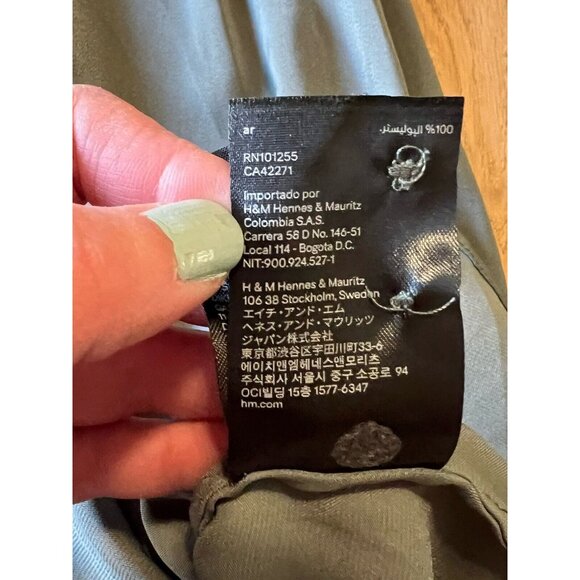 ar
100% البوليستر.
RN101255
CA42271
Importado por
H&M Hennes & Mauritz
Colombia S.A.S.
Carrera 58 D No. 146-51
Local 114 - Bogota D.C.
NIT:900.924.527-1
H & M Hennes & Mauritz
106 38 Stockholm, Sweden
エイチ・アンド・エム
ヘネス・アンド・マウリッツ
ジャパン株式会社
東京都渋谷区宇田川町33-6
에이치앤엠헤네스앤모리츠
주식회사 서울시 중구 소공로 94
OCI빌딩 15층 1577-6347
hm.com